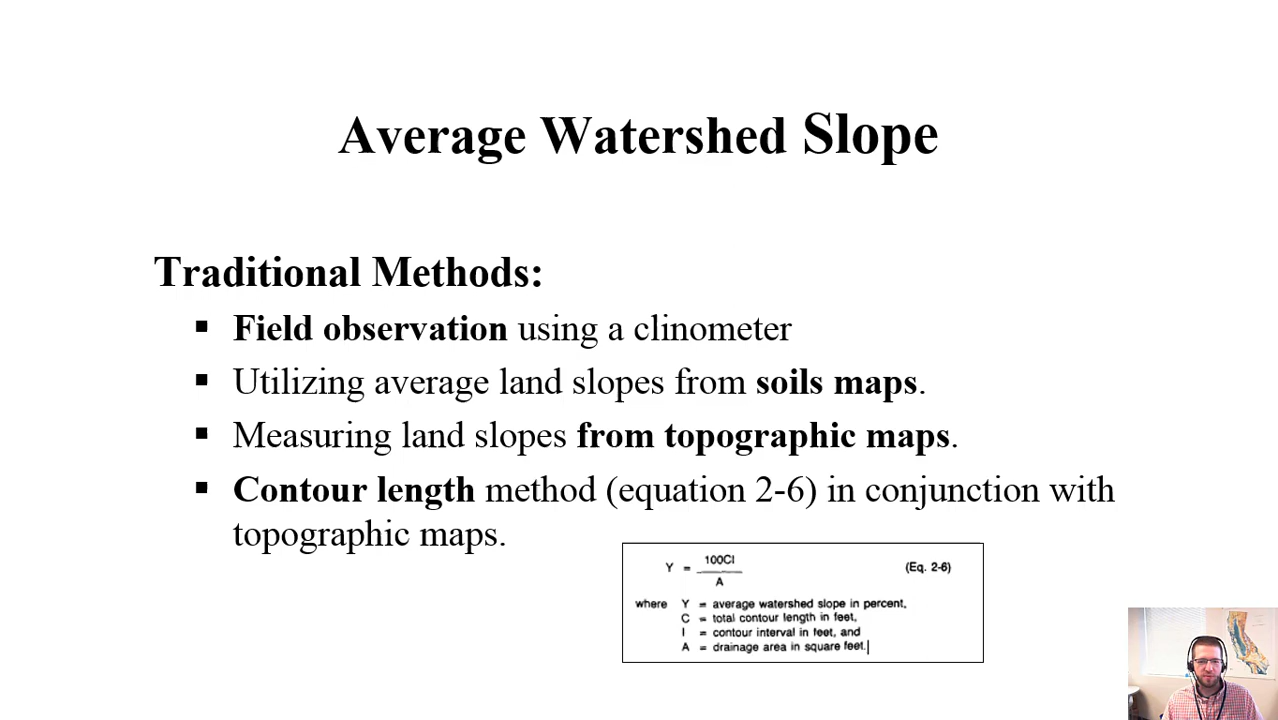 Average Watershed Slope
Traditional Methods:
▪ Field observation using a clinometer
▪ Utilizing average land slopes from soils maps.
▪ Measuring land slopes from topographic maps.
▪ Contour length method (equation 2-6) in conjunction with
topographic maps.
Y = 100CI / A (Eq. 2-6)
where Y = average watershed slope in percent,
C = total contour length in feet,
I = contour interval in feet, and
A = drainage area in square feet.